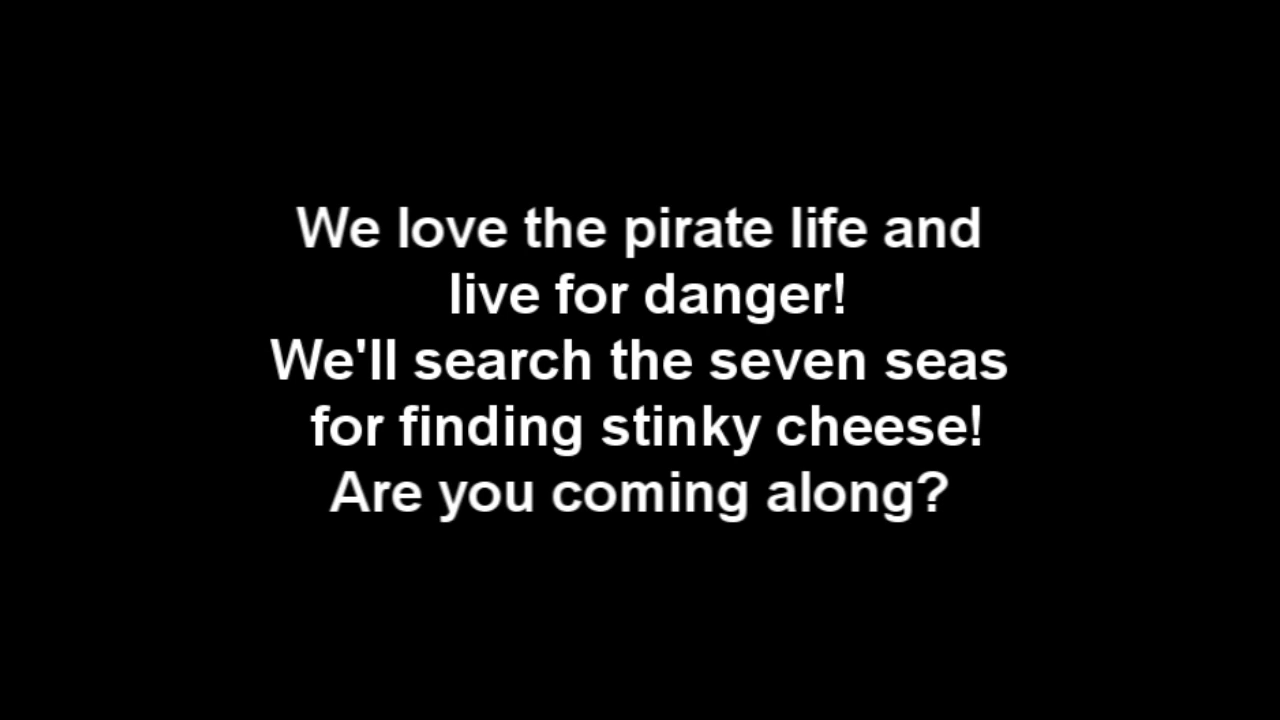 We love the pirate life and
live for danger!
We'll search the seven seas
for finding stinky cheese!
Are you coming along?